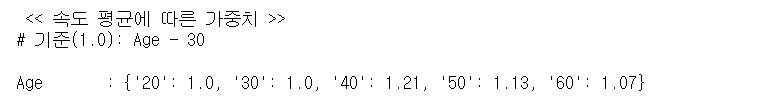 << 속도 평균에 따른 가중치 >>
# 기준(1.0): Age - 30
Age : {'20': 1.0, '30': 1.0, '40': 1.21, '50': 1.13, '60': 1.07}